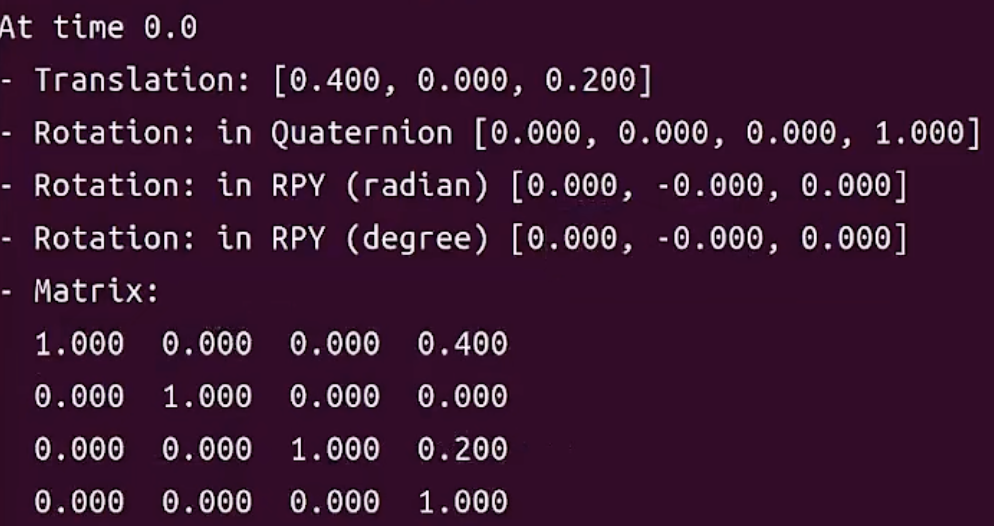 At time 0.0
- Translation: [0.400, 0.000, 0.200]
- Rotation: in Quaternion [0.000, 0.000, 0.000, 1.000]
- Rotation: in RPY (radian) [0.000, -0.000, 0.000]
- Rotation: in RPY (degree) [0.000, -0.000, 0.000]
- Matrix:
  1.000  0.000  0.000  0.400
  0.000  1.000  0.000  0.000
  0.000  0.000  1.000  0.200
  0.000  0.000  0.000  1.000